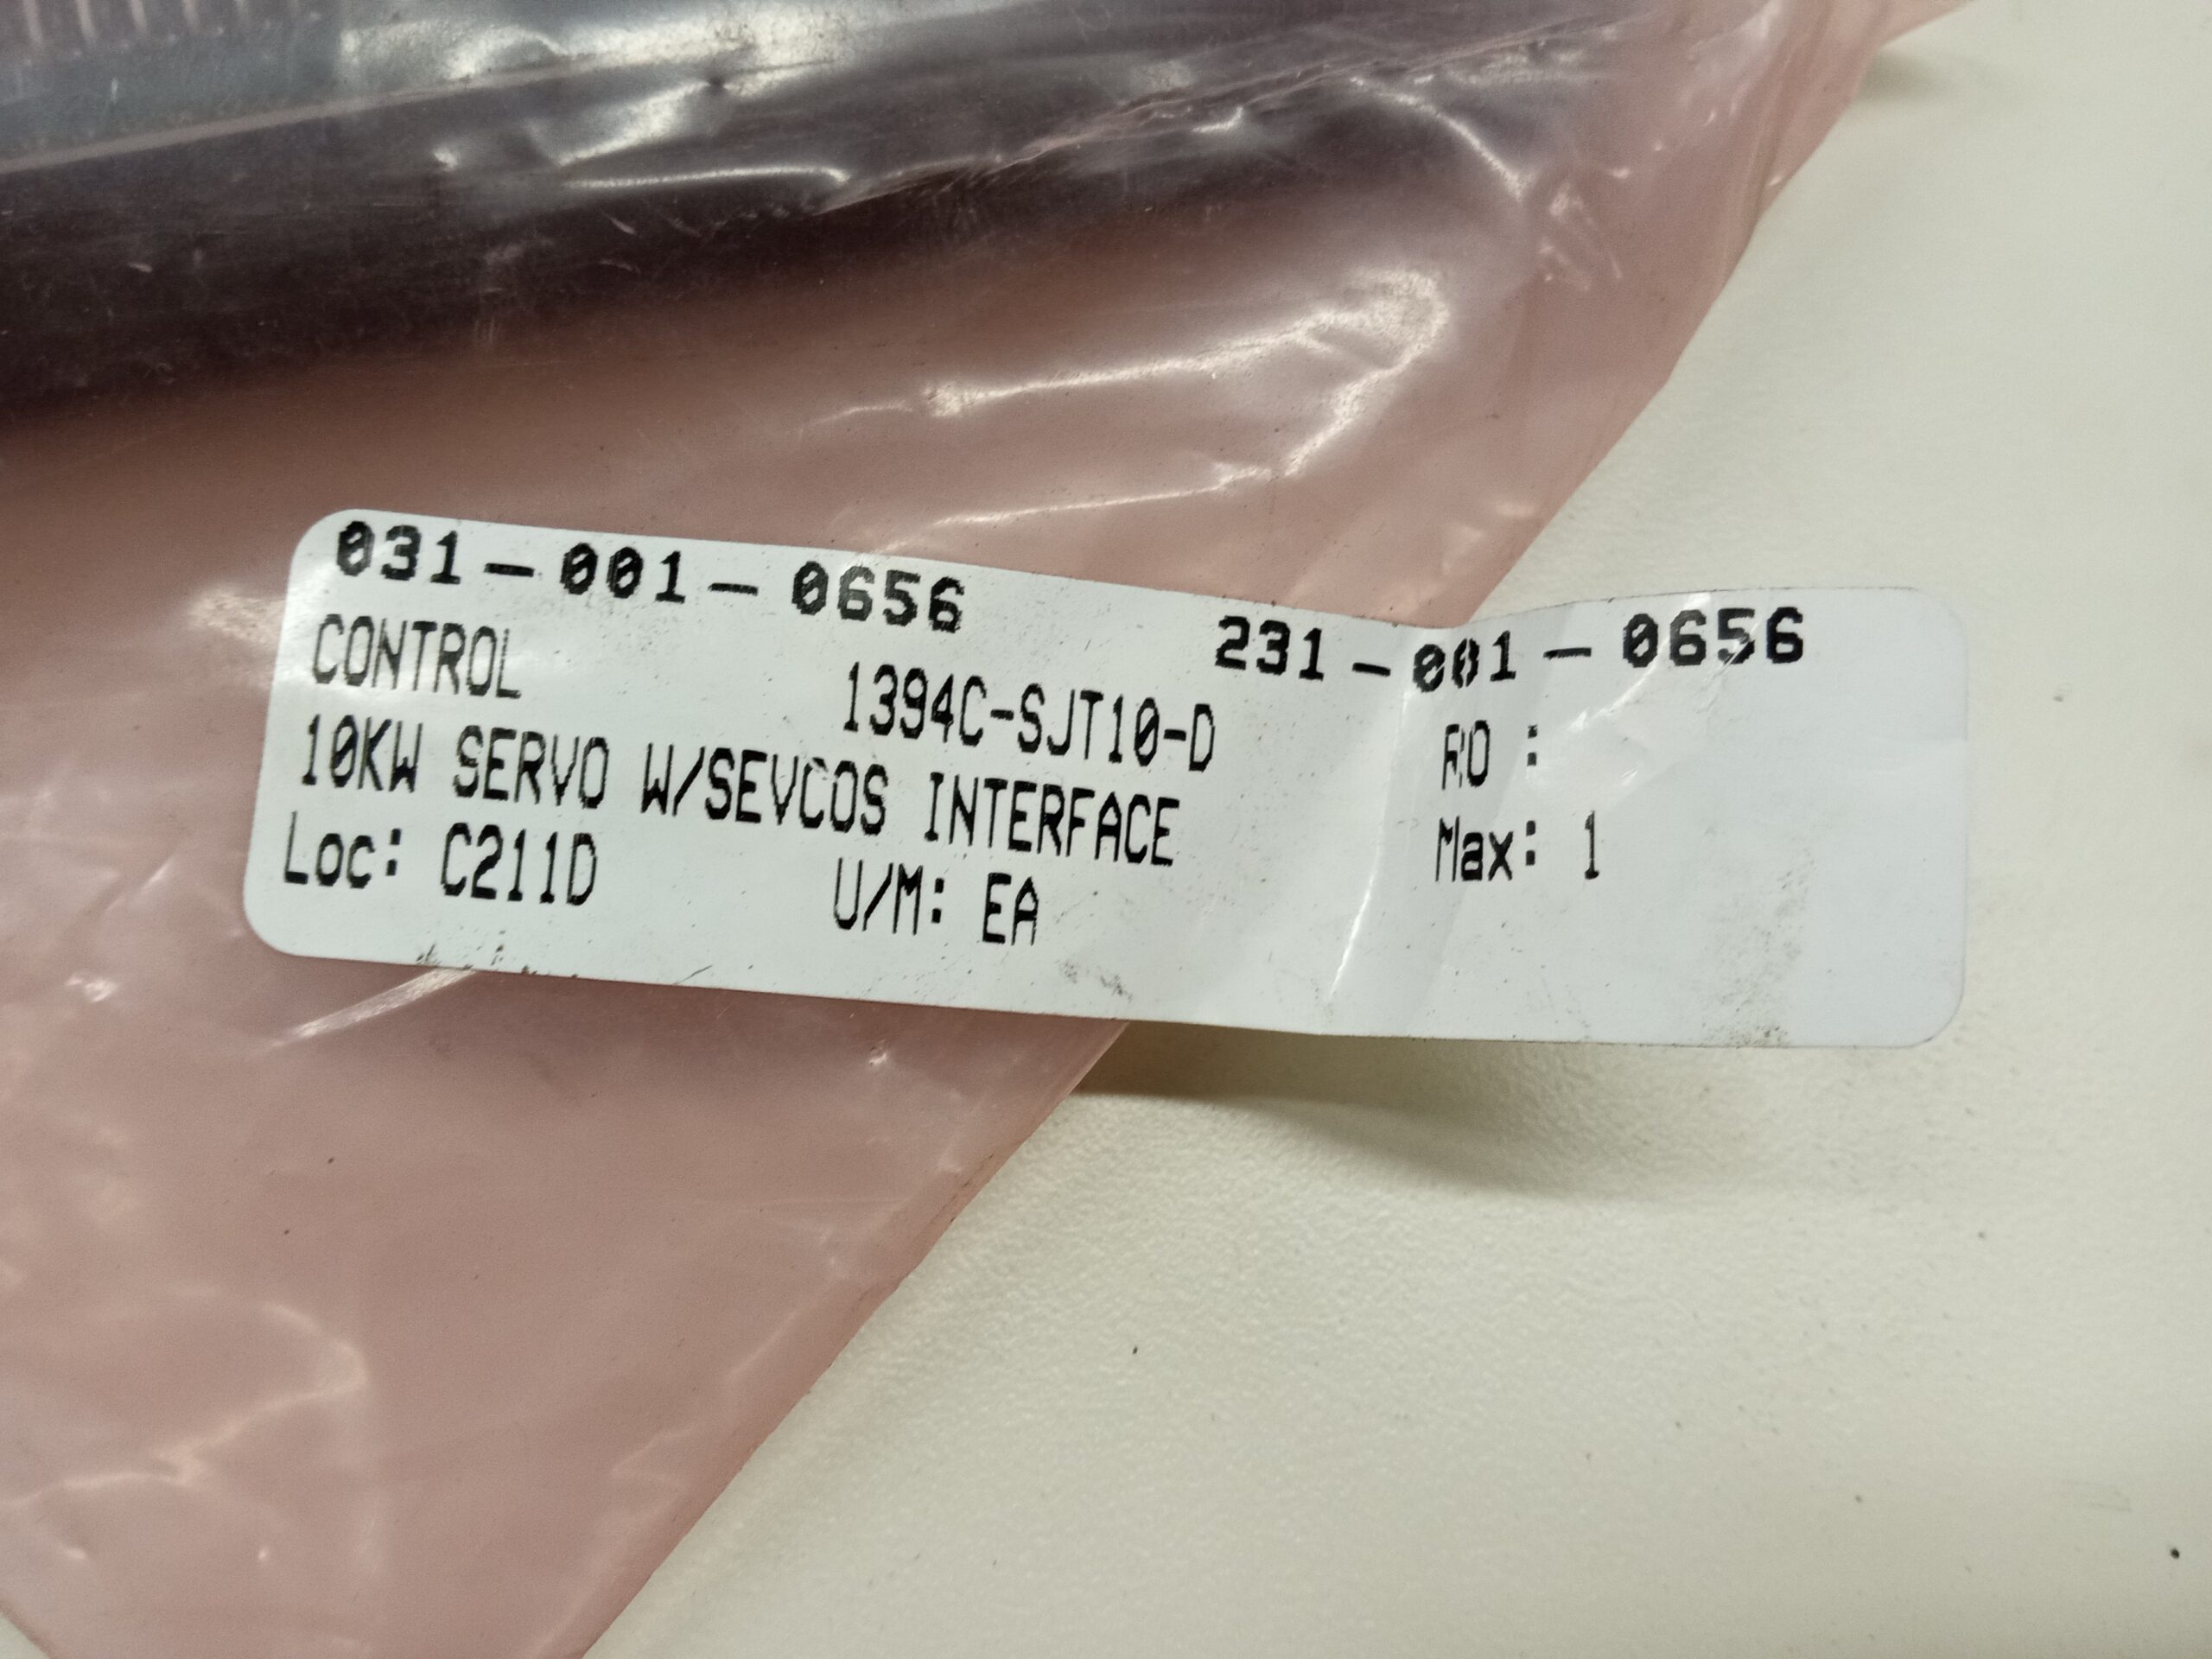 031-001-0656 231-001-0656
CONTROL 1394C-SJT10-D RO :
10KW SERVO W/SEVCOS INTERFACE Max: 1
Loc: C211D U/M: EA